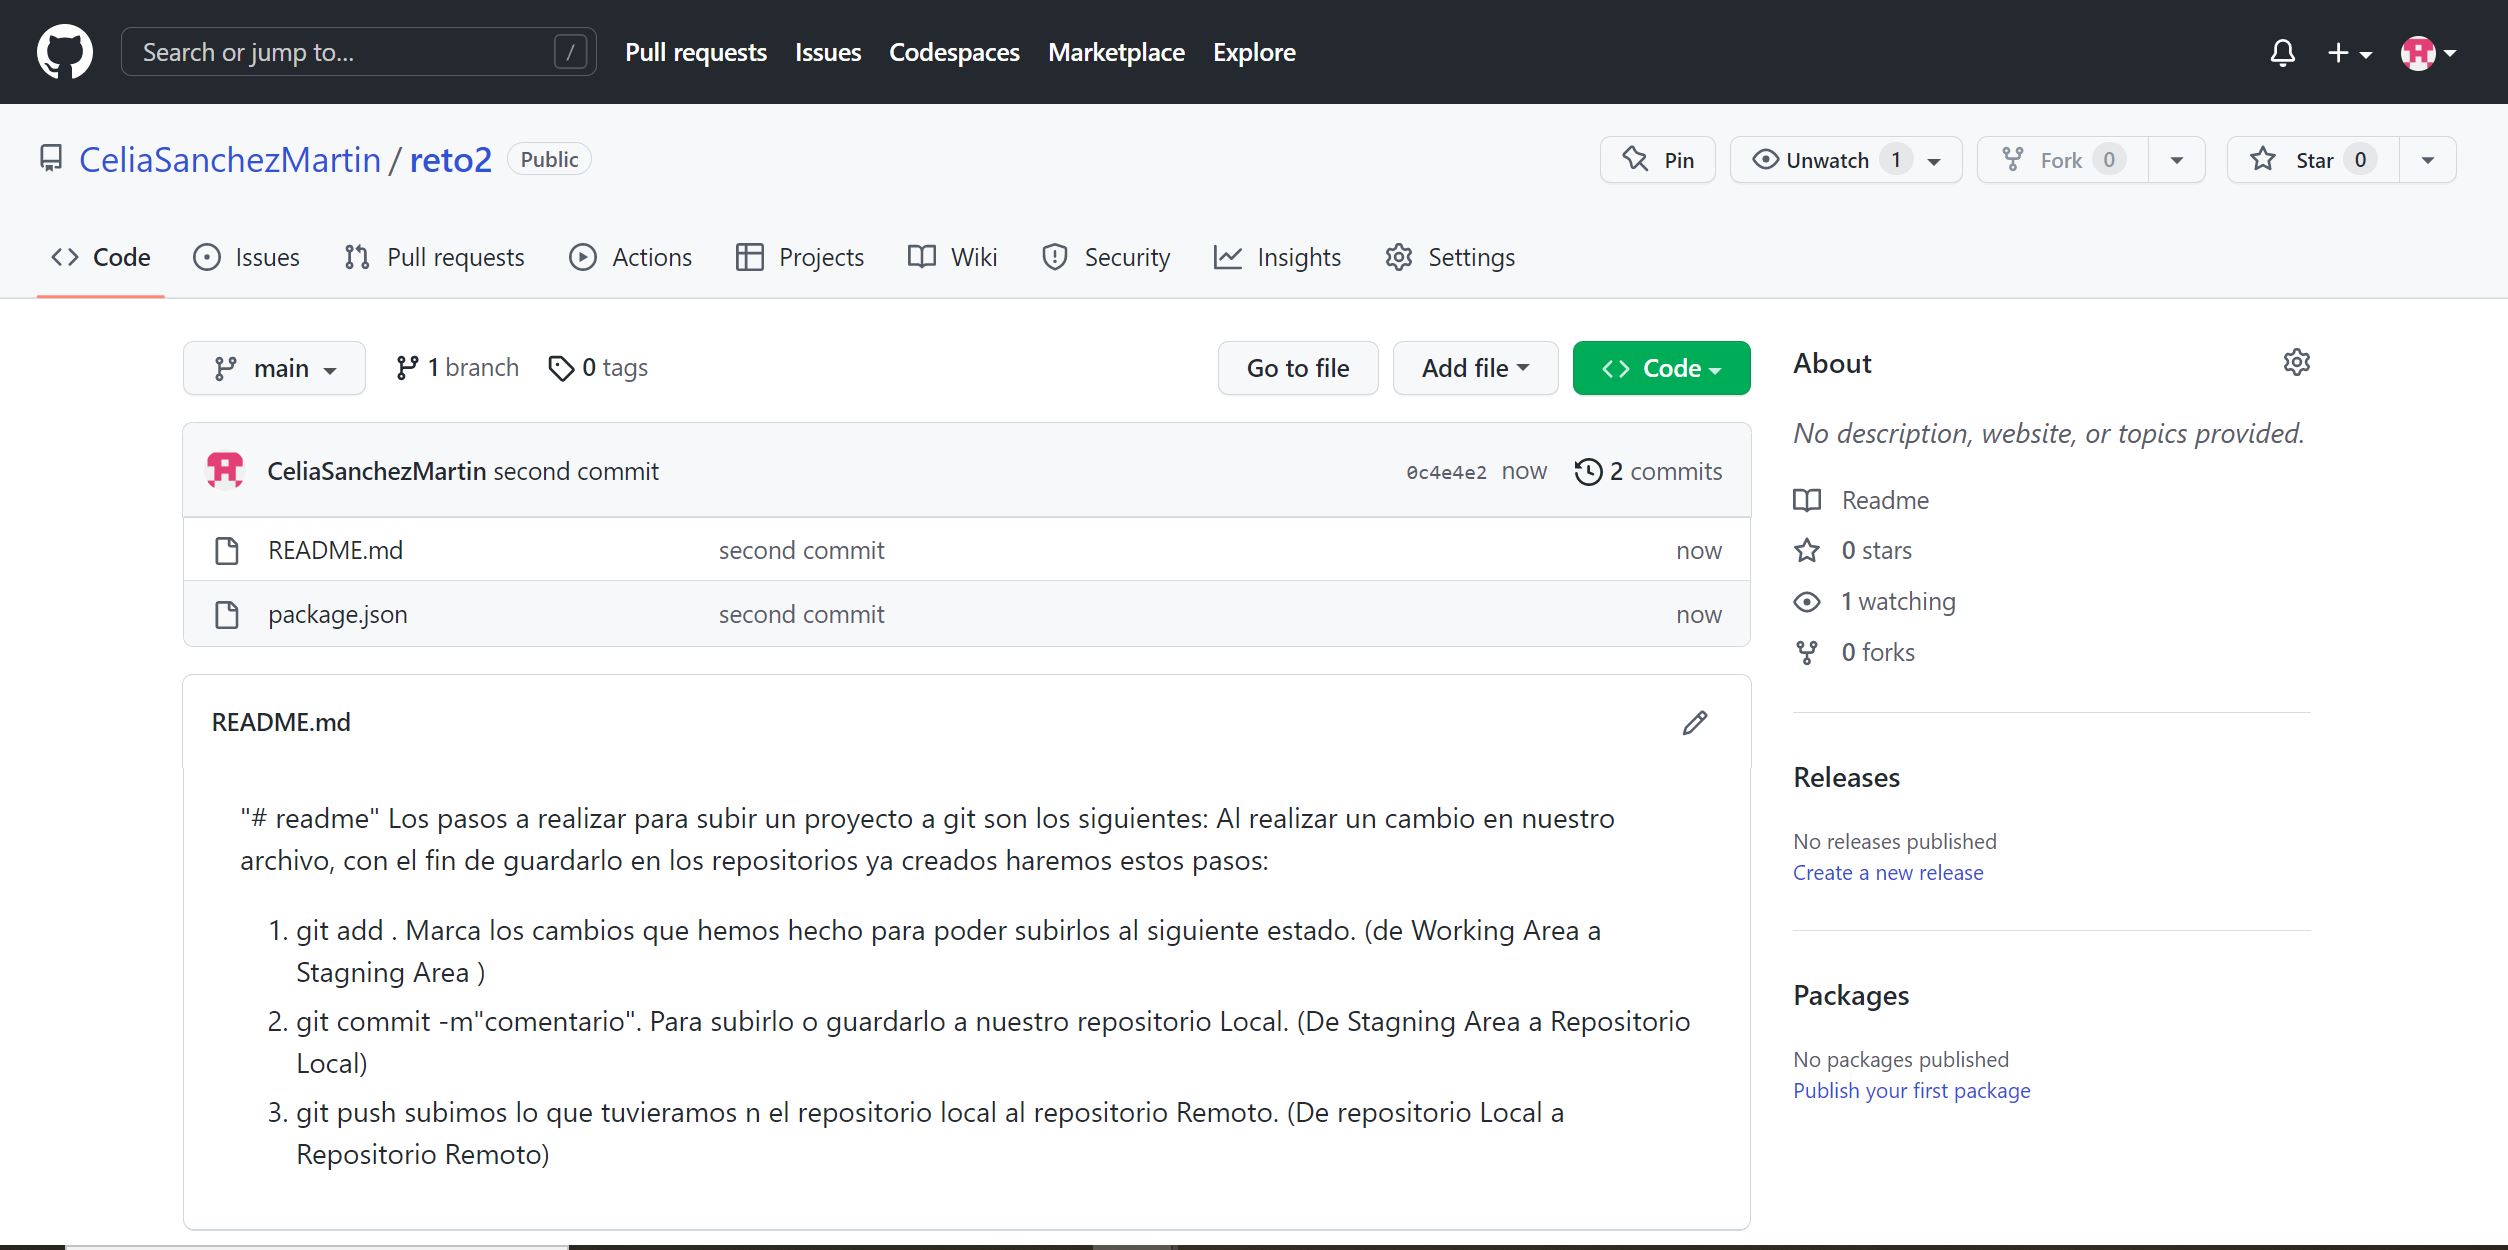 Search or jump to... /
Pull requests Issues Codespaces Marketplace Explore
CeliaSanchezMartin / reto2 Public
Pin Unwatch 1 Fork 0 Star 0
Code Issues Pull requests Actions Projects Wiki Security Insights Settings
main 1 branch 0 tags Go to file Add file Code
CeliaSanchezMartin second commit 0c4e4e2 now 2 commits
README.md second commit now
package.json second commit now
README.md
"# readme" Los pasos a realizar para subir un proyecto a git son los siguientes: Al realizar un cambio en nuestro
archivo, con el fin de guardarlo en los repositorios ya creados haremos estos pasos:
1. git add . Marca los cambios que hemos hecho para poder subirlos al siguiente estado. (de Working Area a
Stagning Area )
2. git commit -m"comentario". Para subirlo o guardarlo a nuestro repositorio Local. (De Stagning Area a Repositorio
Local)
3. git push subimos lo que tuvieramos n el repositorio local al repositorio Remoto. (De repositorio Local a
Repositorio Remoto)
About
No description, website, or topics provided.
Readme
0 stars
1 watching
0 forks
Releases
No releases published
Create a new release
Packages
No packages published
Publish your first package